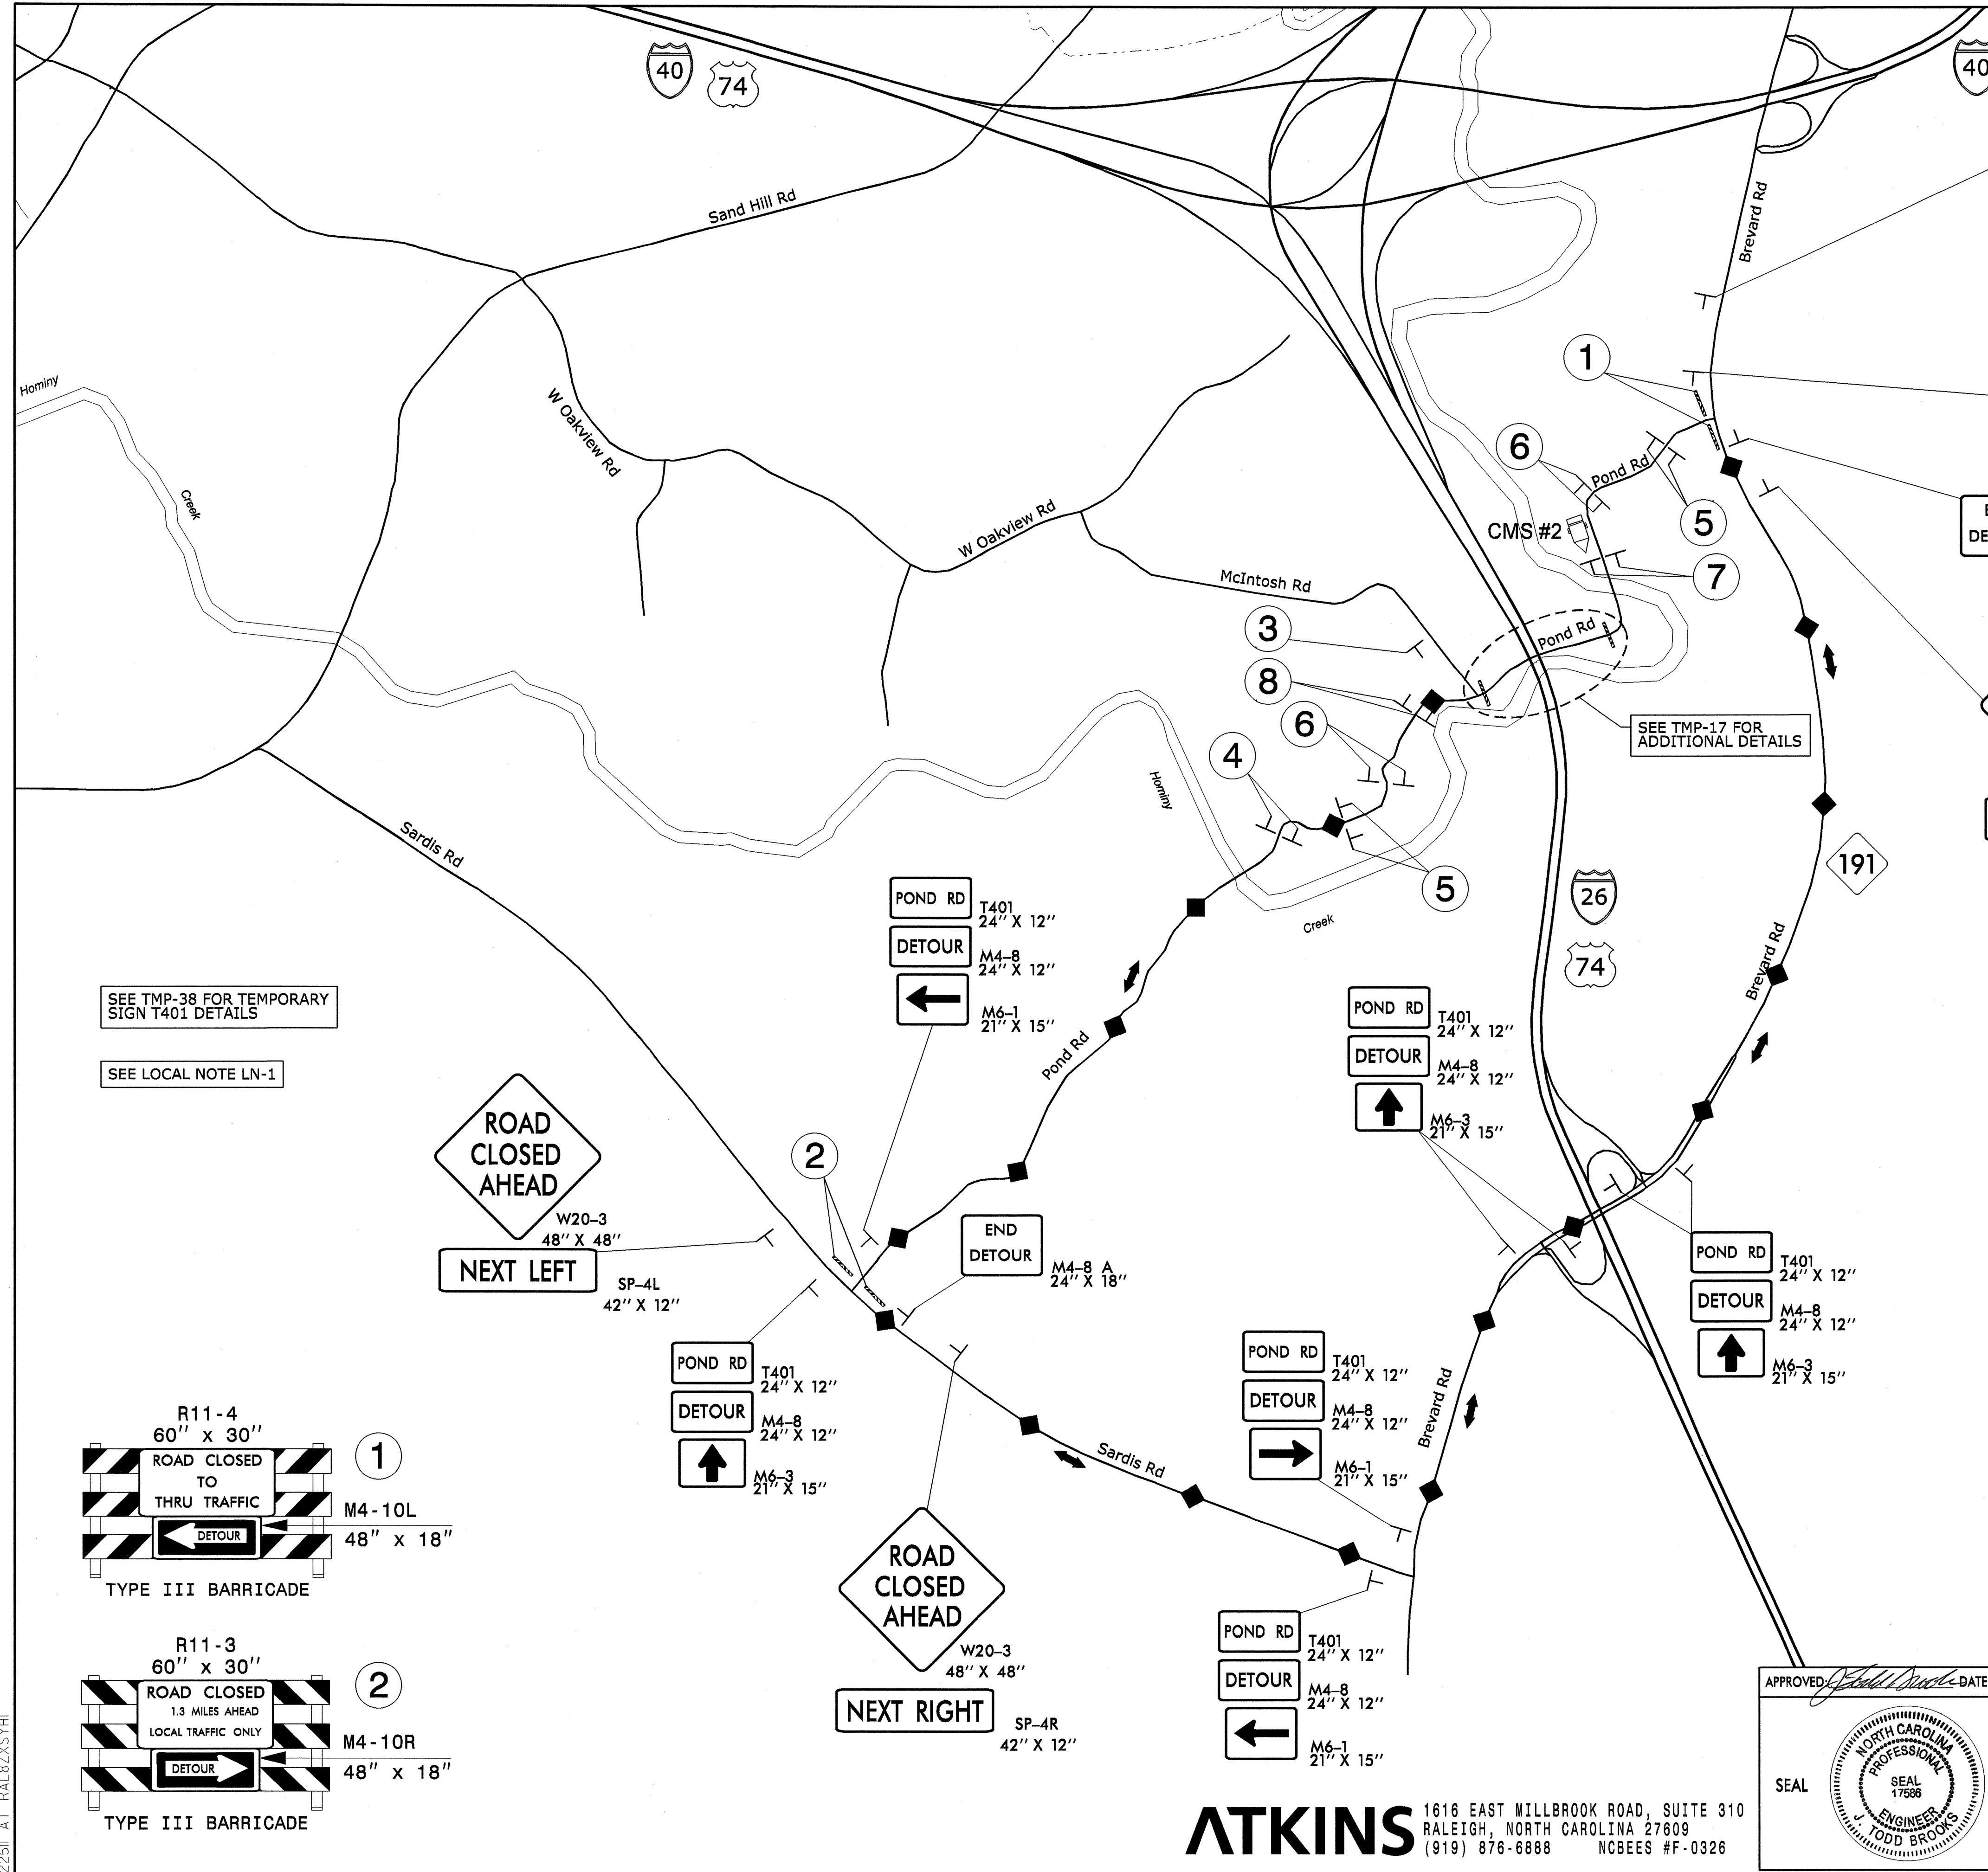 40
74
40
Sand Hill Rd
Brevard Rd
Hominy
Creek
W Oakview Rd
W Oakview Rd
McIntosh Rd
1
6
Pond Rd
5
CMS #2
7
3
Pond Rd
8
6
4
5
SEE TMP-17 FOR
ADDITIONAL DETAILS
Hominy
Creek
Sardis Rd
191
26
74
Brevard Rd
POND RD
T401
24" X 12"
DETOUR
M4-8
24" X 12"
M6-1
21" X 15"
SEE TMP-38 FOR TEMPORARY
SIGN T401 DETAILS
SEE LOCAL NOTE LN-1
Pond Rd
POND RD
T401
24" X 12"
DETOUR
M4-8
24" X 12"
M6-3
21" X 15"
ROAD
CLOSED
AHEAD
W20-3
48" X 48"
NEXT LEFT
SP-4L
42" X 12"
2
END
DETOUR
M4-8 A
24" X 18"
POND RD
T401
24" X 12"
DETOUR
M4-8
24" X 12"
M6-3
21" X 15"
POND RD
T401
24" X 12"
DETOUR
M4-8
24" X 12"
M6-3
21" X 15"
POND RD
T401
24" X 12"
DETOUR
M4-8
24" X 12"
M6-1
21" X 15"
Brevard Rd
Sardis Rd
R11-4
60" x 30"
ROAD CLOSED
TO
THRU TRAFFIC
DETOUR
1
M4-10L
48" x 18"
TYPE III BARRICADE
ROAD
CLOSED
AHEAD
W20-3
48" X 48"
NEXT RIGHT
SP-4R
42" X 12"
POND RD
T401
24" X 12"
DETOUR
M4-8
24" X 12"
M6-1
21" X 15"
R11-3
60" x 30"
ROAD CLOSED
1.3 MILES AHEAD
LOCAL TRAFFIC ONLY
DETOUR
2
M4-10R
48" x 18"
TYPE III BARRICADE
ATKINS
1616 EAST MILLBROOK ROAD, SUITE 310
RALEIGH, NORTH CAROLINA 27609
(919) 876-6888 NCBEES #F-0326
APPROVED: DATE
SEAL
NORTH CAROLINA
PROFESSIONAL
SEAL
17586
ENGINEER
J. TODD BROOKS